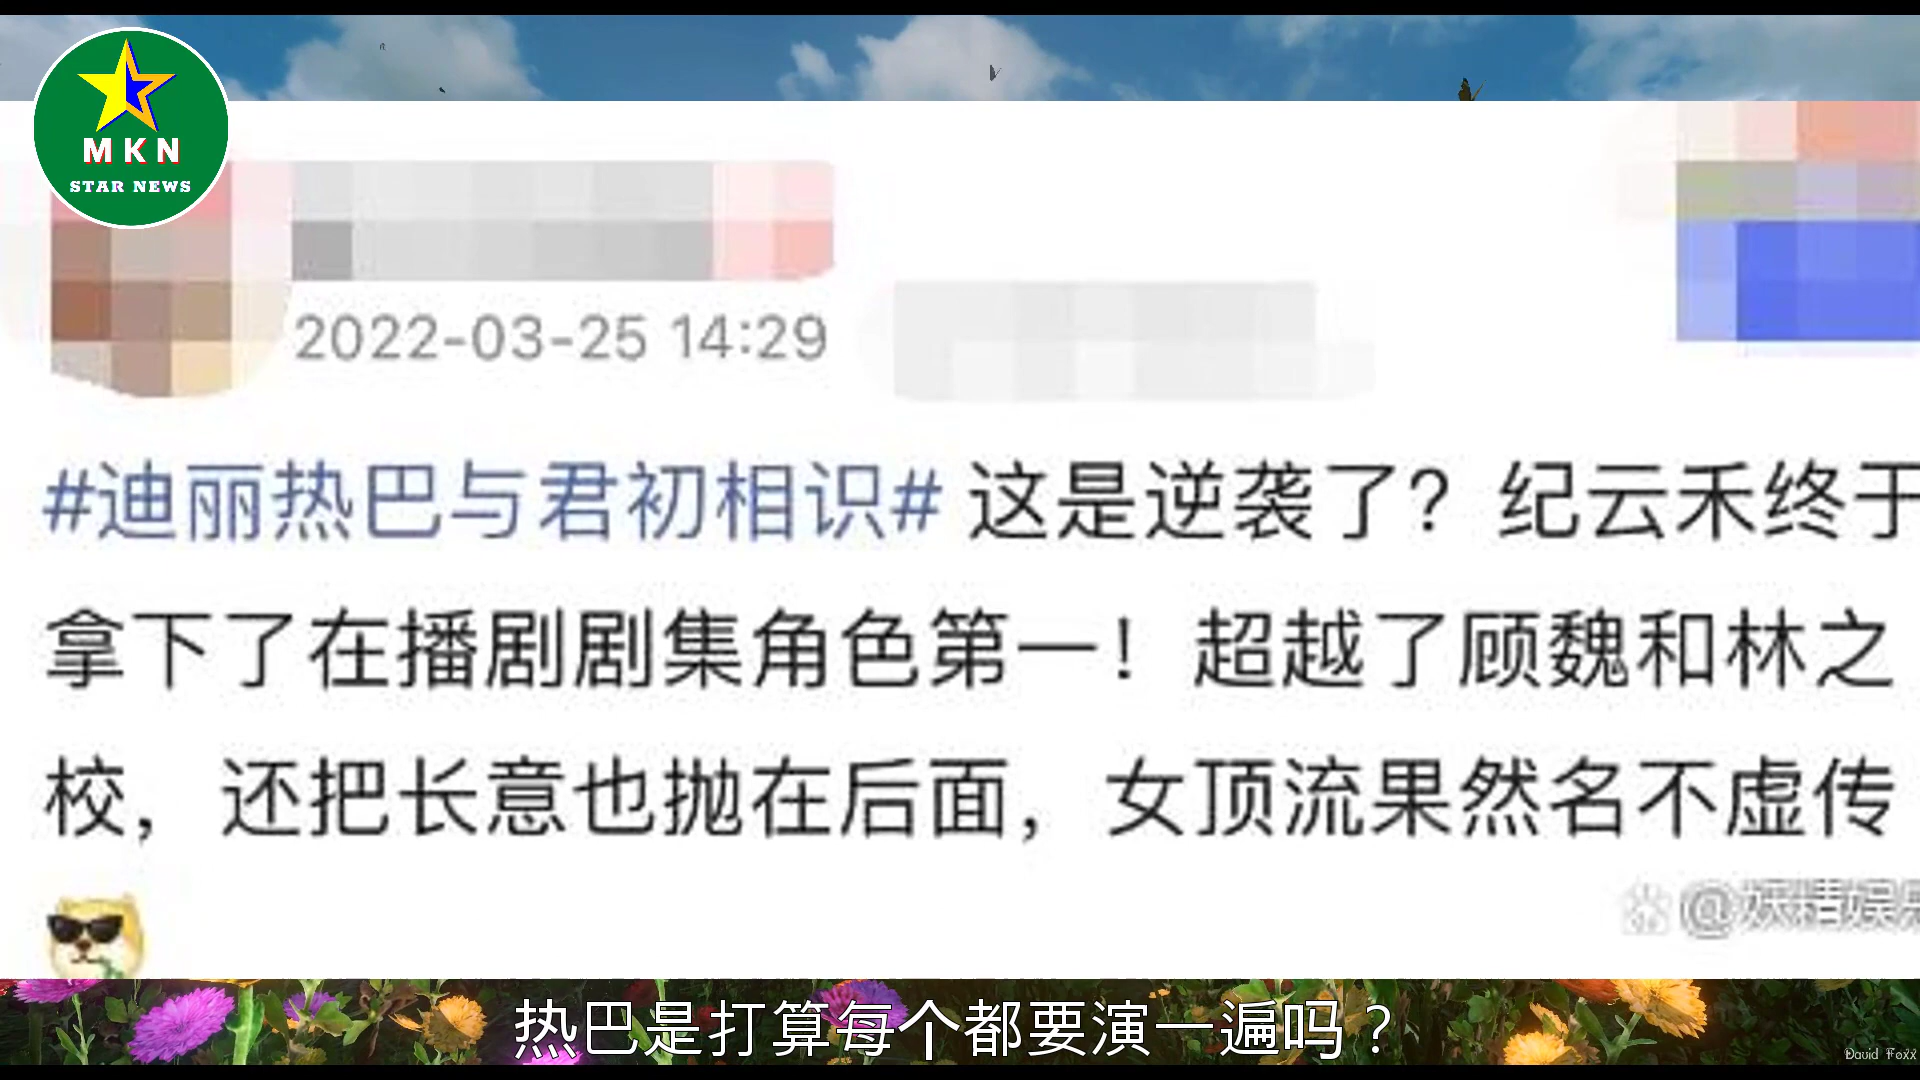 MKN
STAR NEWS
2022-03-25 14:29
#迪丽热巴与君初相识# 这是逆袭了？纪云禾终于
拿下了在播剧剧集角色第一！超越了顾魏和林之
校，还把长意也抛在后面，女顶流果然名不虚传
@妖精娱
热巴是打算每个都要演一遍吗？
David Foxx